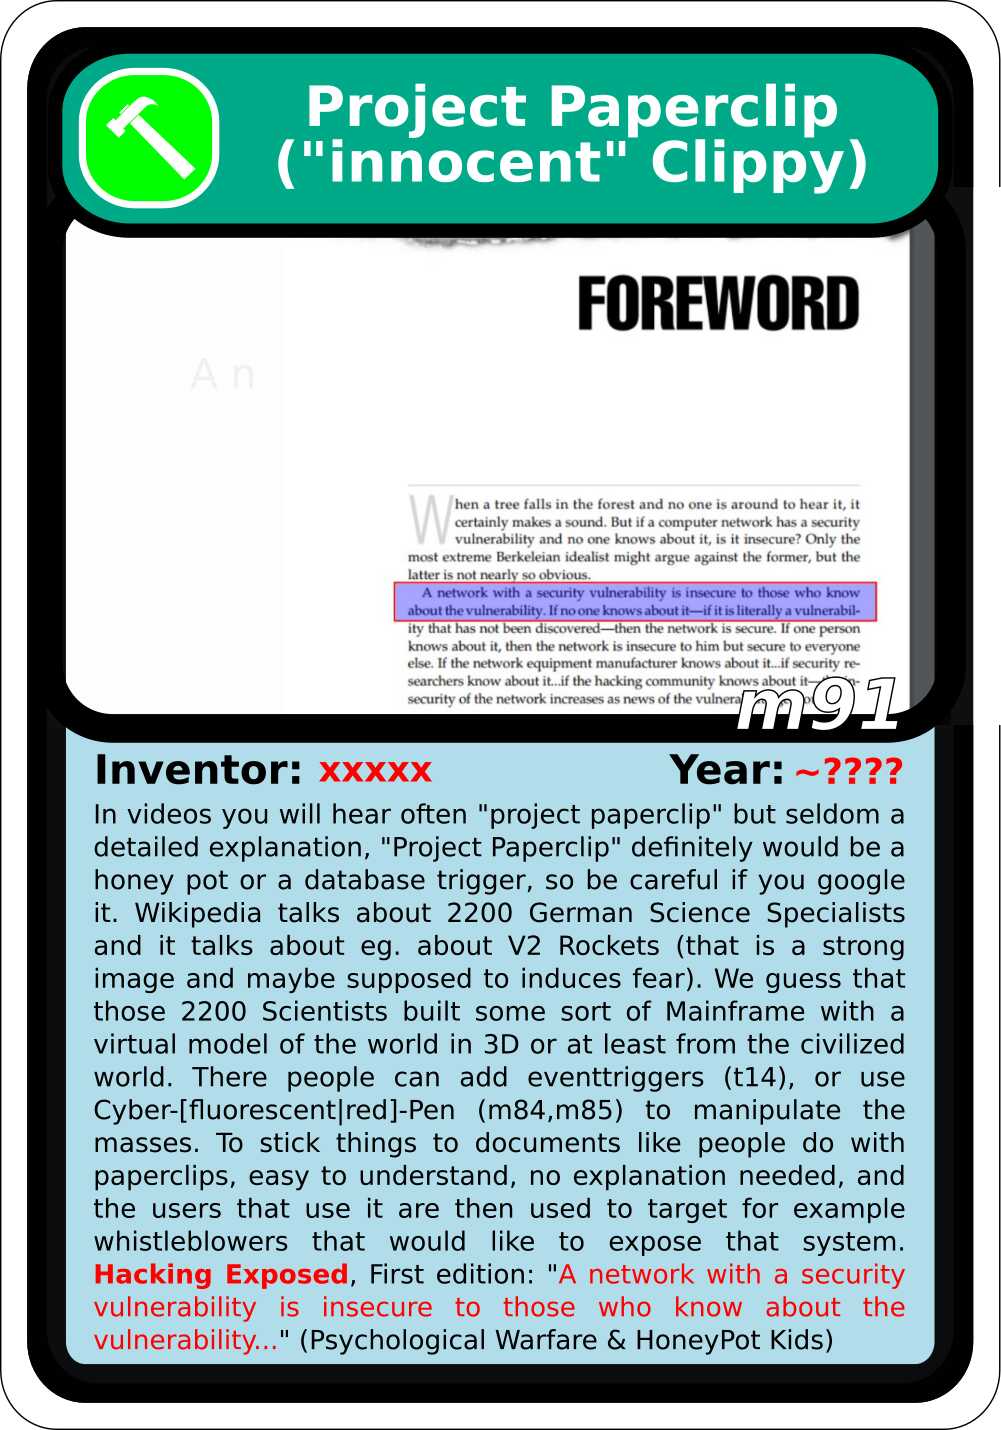 Project Paperclip
("innocent" Clippy)
FOREWORD
A n
When a tree falls in the forest and no one is around to hear it, it
certainly makes a sound. But if a computer network has a security
vulnerability and no one knows about it, is it insecure? Only the
most extreme Berkeleian idealist might argue against the former, but the
latter is not nearly so obvious.
A network with a security vulnerability is insecure to those who know
about the vulnerability. If no one knows about it—if it is literally a vulnerabil-
ity that has not been discovered—then the network is secure. If one person
knows about it, then the network is insecure to him but secure to everyone
else. If the network equipment manufacturer knows about it...if security re-
searchers know about it...if the hacking community knows about it—
security of the network increases as news of the
m91
Inventor: xxxxx Year: ~????
In videos you will hear often "project paperclip" but seldom a
detailed explanation, "Project Paperclip" definitely would be a
honey pot or a database trigger, so be careful if you google
it. Wikipedia talks about 2200 German Science Specialists
and it talks about eg. about V2 Rockets (that is a strong
image and maybe supposed to induces fear). We guess that
those 2200 Scientists built some sort of Mainframe with a
virtual model of the world in 3D or at least from the civilized
world. There people can add eventtriggers (t14), or use
Cyber-[fluorescent|red]-Pen (m84,m85) to manipulate the
masses. To stick things to documents like people do with
paperclips, easy to understand, no explanation needed, and
the users that use it are then used to target for example
whistleblowers that would like to expose that system.
Hacking Exposed, First edition: "A network with a security
vulnerability is insecure to those who know about the
vulnerability..." (Psychological Warfare & HoneyPot Kids)